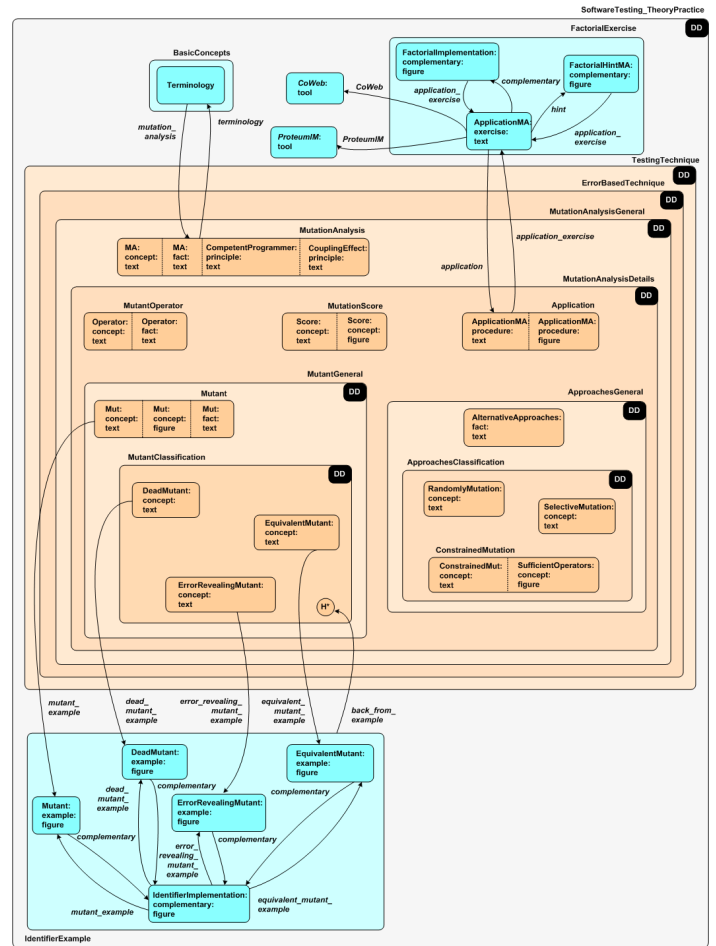 SoftwareTesting_TheoryPractice
DD
FactorialExercise
BasicConcepts
Terminology
FactorialImplementation:
complementary:
figure
FactorialHintMA:
complementary:
figure
CoWeb:
tool
CoWeb
complementary
application_
exercise
hint
ProteumIM:
tool
ProteumIM
ApplicationMA:
exercise:
text
application_
exercise
mutation_
analysis
terminology
TestingTechnique
DD
ErrorBasedTechnique
DD
MutationAnalysisGeneral
DD
MutationAnalysis
MA:
concept:
text
MA:
fact:
text
CompetentProgrammer:
principle:
text
CouplingEffect:
principle:
text
application
application_exercise
MutationAnalysisDetails
DD
MutantOperator
Operator:
concept:
text
Operator:
fact:
text
MutationScore
Score:
concept:
text
Score:
concept:
figure
Application
ApplicationMA:
procedure:
text
ApplicationMA:
procedure:
figure
MutantGeneral
DD
Mutant
Mut:
concept:
text
Mut:
concept:
figure
Mut:
fact:
text
MutantClassification
DD
DeadMutant:
concept:
text
EquivalentMutant:
concept:
text
ErrorRevealingMutant:
concept:
text
H*
ApproachesGeneral
DD
AlternativeApproaches:
fact:
text
ApproachesClassification
DD
RandomlyMutation:
concept:
text
SelectiveMutation:
concept:
text
ConstrainedMutation
ConstrainedMut:
concept:
text
SufficientOperators:
concept:
figure
mutant_
example
dead_
mutant_
example
error_revealing_
mutant_
example
equivalent_
mutant_
example
back_from_
example
DeadMutant:
example:
figure
EquivalentMutant:
example:
figure
Mutant:
example:
figure
dead_
mutant_
example
complementary
ErrorRevealingMutant:
example:
figure
complementary
complementary
error_
revealing_
mutant_
example
complementary
mutant_example
IdentifierImplementation:
complementary:
figure
equivalent_mutant_
example
IdentifierExample